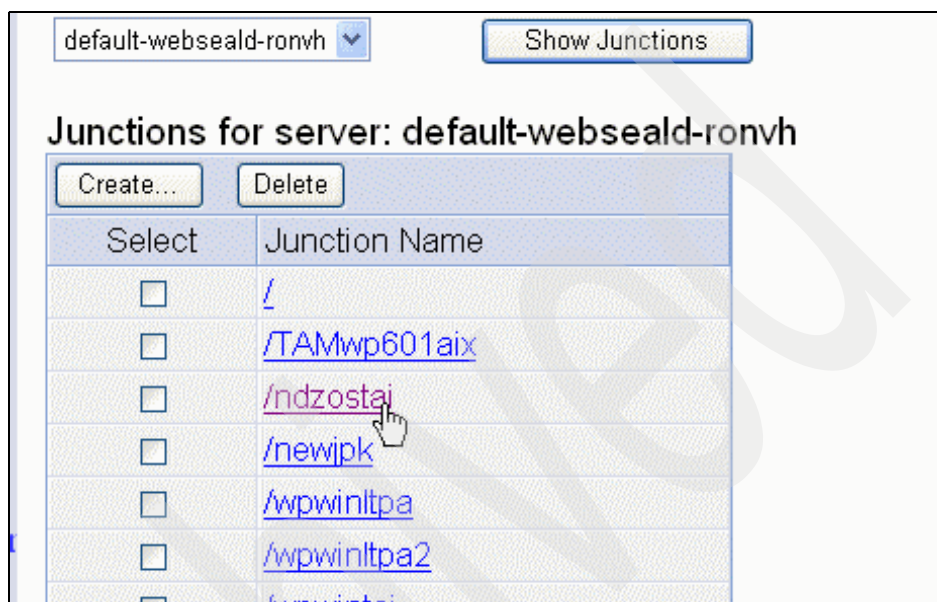 default-webseald-ronvh Show Junctions
Junctions for server: default-webseald-ronvh
Create... Delete
Select Junction Name
/
/TAMwp601aix
/ndzostai
/newjpk
/wpwinltpa
/wpwinltpa2